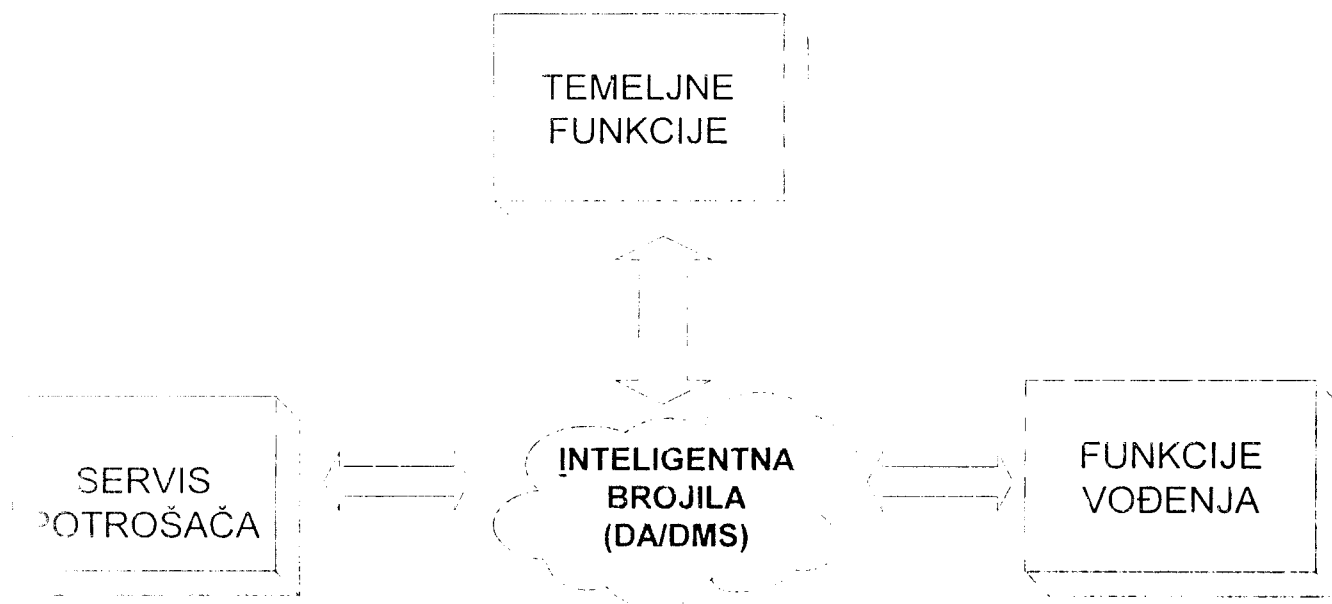 TEMELJNE
FUNKCIJE
INTELIGENTNA
BROJILA
(DA/DMS)
SERVIS
POTROŠAČA
FUNKCIJE
VOĐENJA